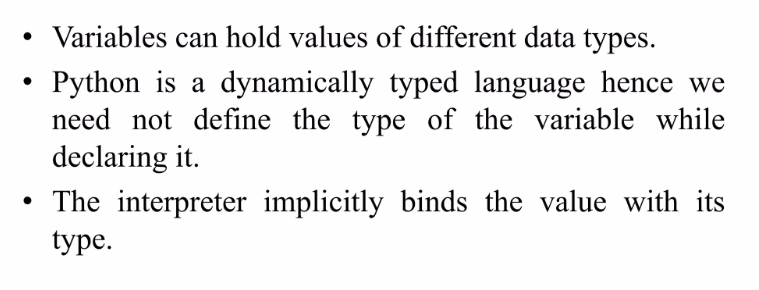 • Variables can hold values of different data types.
• Python is a dynamically typed language hence we
need not define the type of the variable while
declaring it.
• The interpreter implicitly binds the value with its
type.